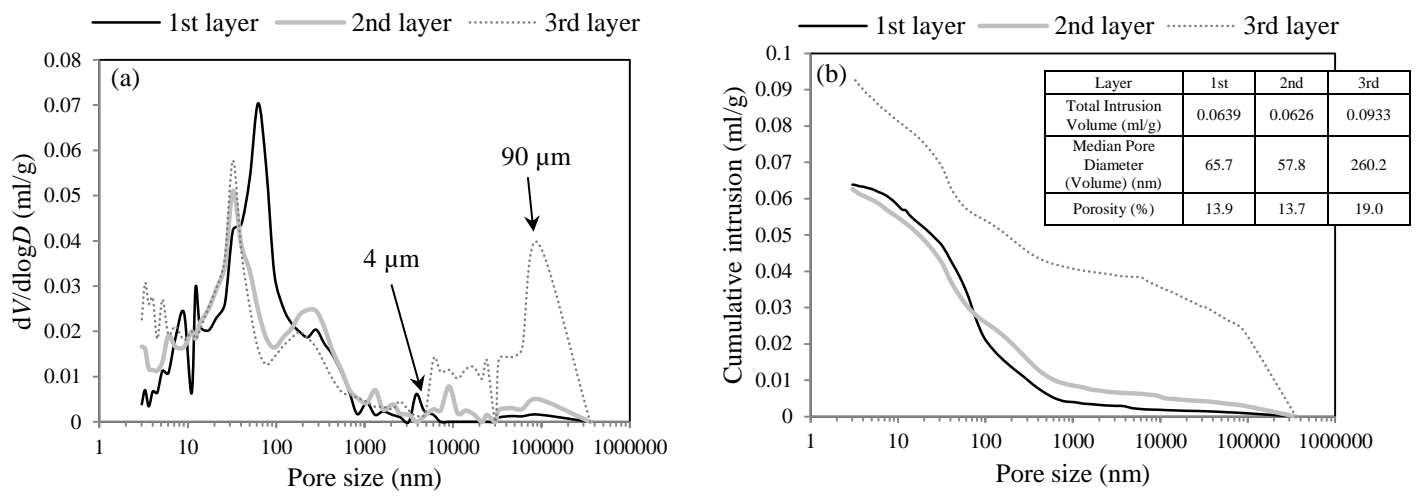 1st layer 2nd layer 3rd layer
(a)
dV/dlogD (ml/g)
0.08
0.07
0.06
0.05
0.04
0.03
0.02
0.01
0
90 µm
4 µm
1 10 100 1000 10000 100000 1000000
Pore size (nm)
1st layer 2nd layer 3rd layer
(b)
Cumulative intrusion (ml/g)
0.1
0.09
0.08
0.07
0.06
0.05
0.04
0.03
0.02
0.01
0
Layer 1st 2nd 3rd
Total Intrusion
Volume (ml/g) 0.0639 0.0626 0.0933
Median Pore
Diameter
(Volume) (nm) 65.7 57.8 260.2
Porosity (%) 13.9 13.7 19.0
1 10 100 1000 10000 100000 1000000
Pore size (nm)